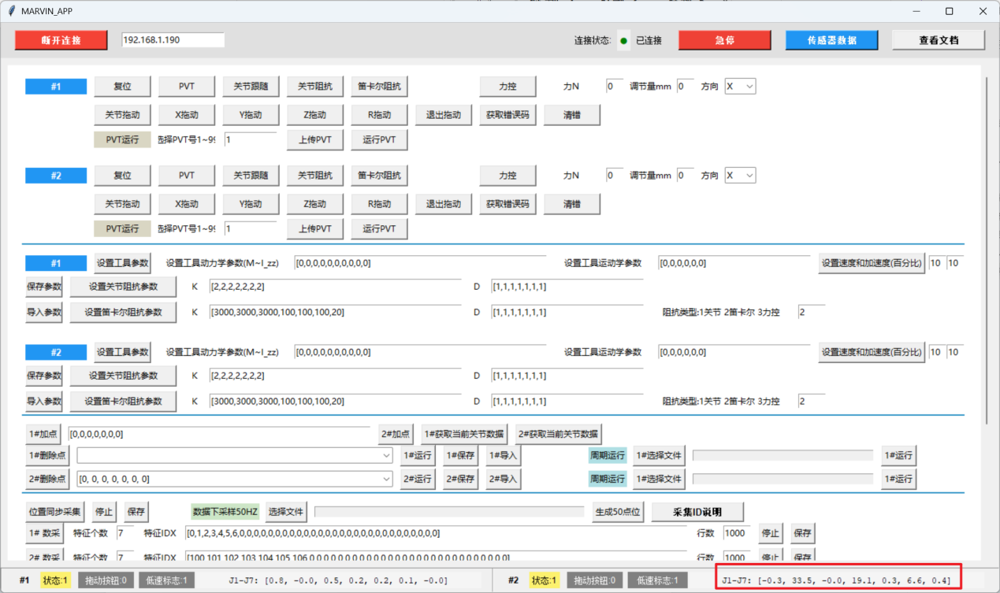 MARVIN_APP
断开连接 192.168.1.190 连接状态: 已连接 急停 传感器数据 查看文档
#1 复位 PVT 关节跟随 关节阻抗 笛卡尔阻抗 力控 力N 0 调节量mm 0 方向 X
关节拖动 X拖动 Y拖动 Z拖动 R拖动 退出拖动 获取错误码 清错
PVT运行 选择PVT号1~99 1 上传PVT 运行PVT
#2 复位 PVT 关节跟随 关节阻抗 笛卡尔阻抗 力控 力N 0 调节量mm 0 方向 X
关节拖动 X拖动 Y拖动 Z拖动 R拖动 退出拖动 获取错误码 清错
PVT运行 选择PVT号1~99 1 上传PVT 运行PVT
#1 设置工具参数 设置工具动力学参数(M~I_zz) [0,0,0,0,0,0,0,0,0,0] 设置工具运动学参数 [0,0,0,0,0,0] 设置速度和加速度(百分比) 10 10
保存参数 设置关节阻抗参数 K [2,2,2,2,2,2,2] D [1,1,1,1,1,1,1]
导入参数 设置笛卡尔阻抗参数 K [3000,3000,3000,100,100,100,20] D [1,1,1,1,1,1,1] 阻抗类型:1关节 2笛卡尔 3力控 2
#2 设置工具参数 设置工具动力学参数(M~I_zz) [0,0,0,0,0,0,0,0,0,0] 设置工具运动学参数 [0,0,0,0,0,0] 设置速度和加速度(百分比) 10 10
保存参数 设置关节阻抗参数 K [2,2,2,2,2,2,2] D [1,1,1,1,1,1,1]
导入参数 设置笛卡尔阻抗参数 K [3000,3000,3000,100,100,100,20] D [1,1,1,1,1,1,1] 阻抗类型:1关节 2笛卡尔 3力控 2
1#加点 [0,0,0,0,0,0,0] 2#加点 1#获取当前关节数据 2#获取当前关节数据
1#删除点 1#运行 1#保存 1#导入 周期运行 1#选择文件 1#运行
2#删除点 [0, 0, 0, 0, 0, 0, 0] 2#运行 2#保存 2#导入 周期运行 1#选择文件 1#运行
位置同步采集 停止 保存 数据下采样50HZ 选择文件 生成50点位 采集ID说明
1# 数采 特征个数 7 特征IDX [0,1,2,3,4,5,6,0,0,0,0,0,0,0,0,0,0,0,0,0,0,0,0,0,0,0,0,0,0,0,0,0,0,0,0] 行数 1000 停止 保存
2# 数采 特征个数 7 特征IDX 行数 1000 停止 保存
#1 状态:1 拖动按钮:0 低速标志:1 J1-J7: [0.8, -0.0, 0.5, 0.2, 0.2, 0.1, -0.0] #2 状态:1 拖动按钮:0 低速标志:1 J1-J7: [-0.3, 33.5, -0.0, 19.1, 0.3, 6.6, 0.4]